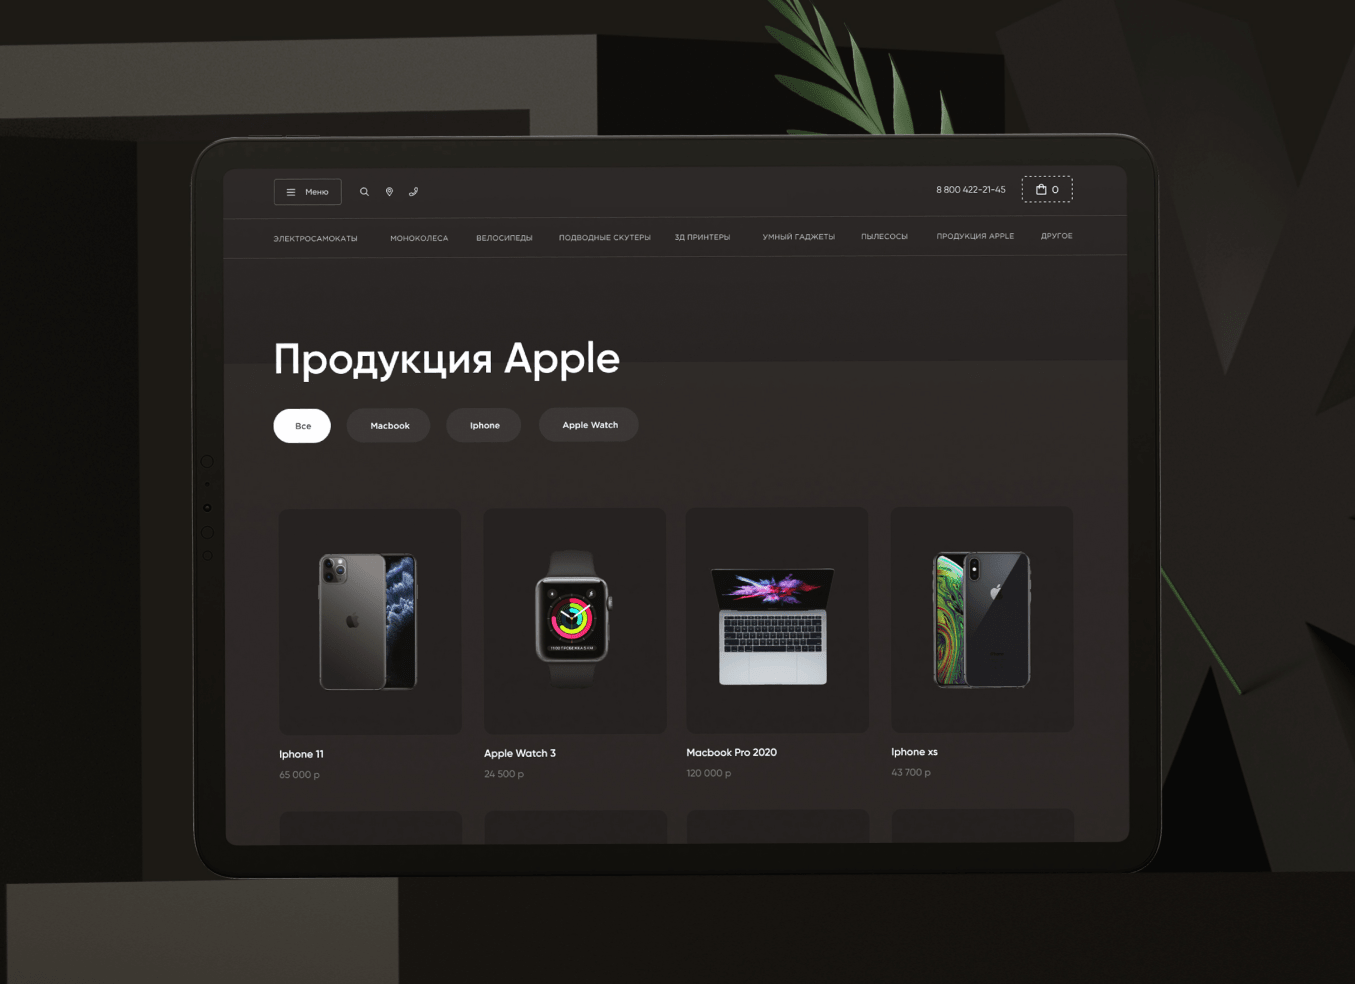 Меню
8 800 422-21-45
0
ЭЛЕКТРОСАМОКАТЫ МОНОКОЛЕСА ВЕЛОСИПЕДЫ ПОДВОДНЫЕ СКУТЕРЫ 3Д ПРИНТЕРЫ УМНЫЙ ГАДЖЕТЫ ПЫЛЕСОСЫ ПРОДУКЦИЯ APPLE ДРУГОЕ
Продукция Apple
Все Macbook Iphone Apple Watch
Iphone 11
65 000 р
Apple Watch 3
24 500 р
Macbook Pro 2020
120 000 р
Iphone xs
43 700 р